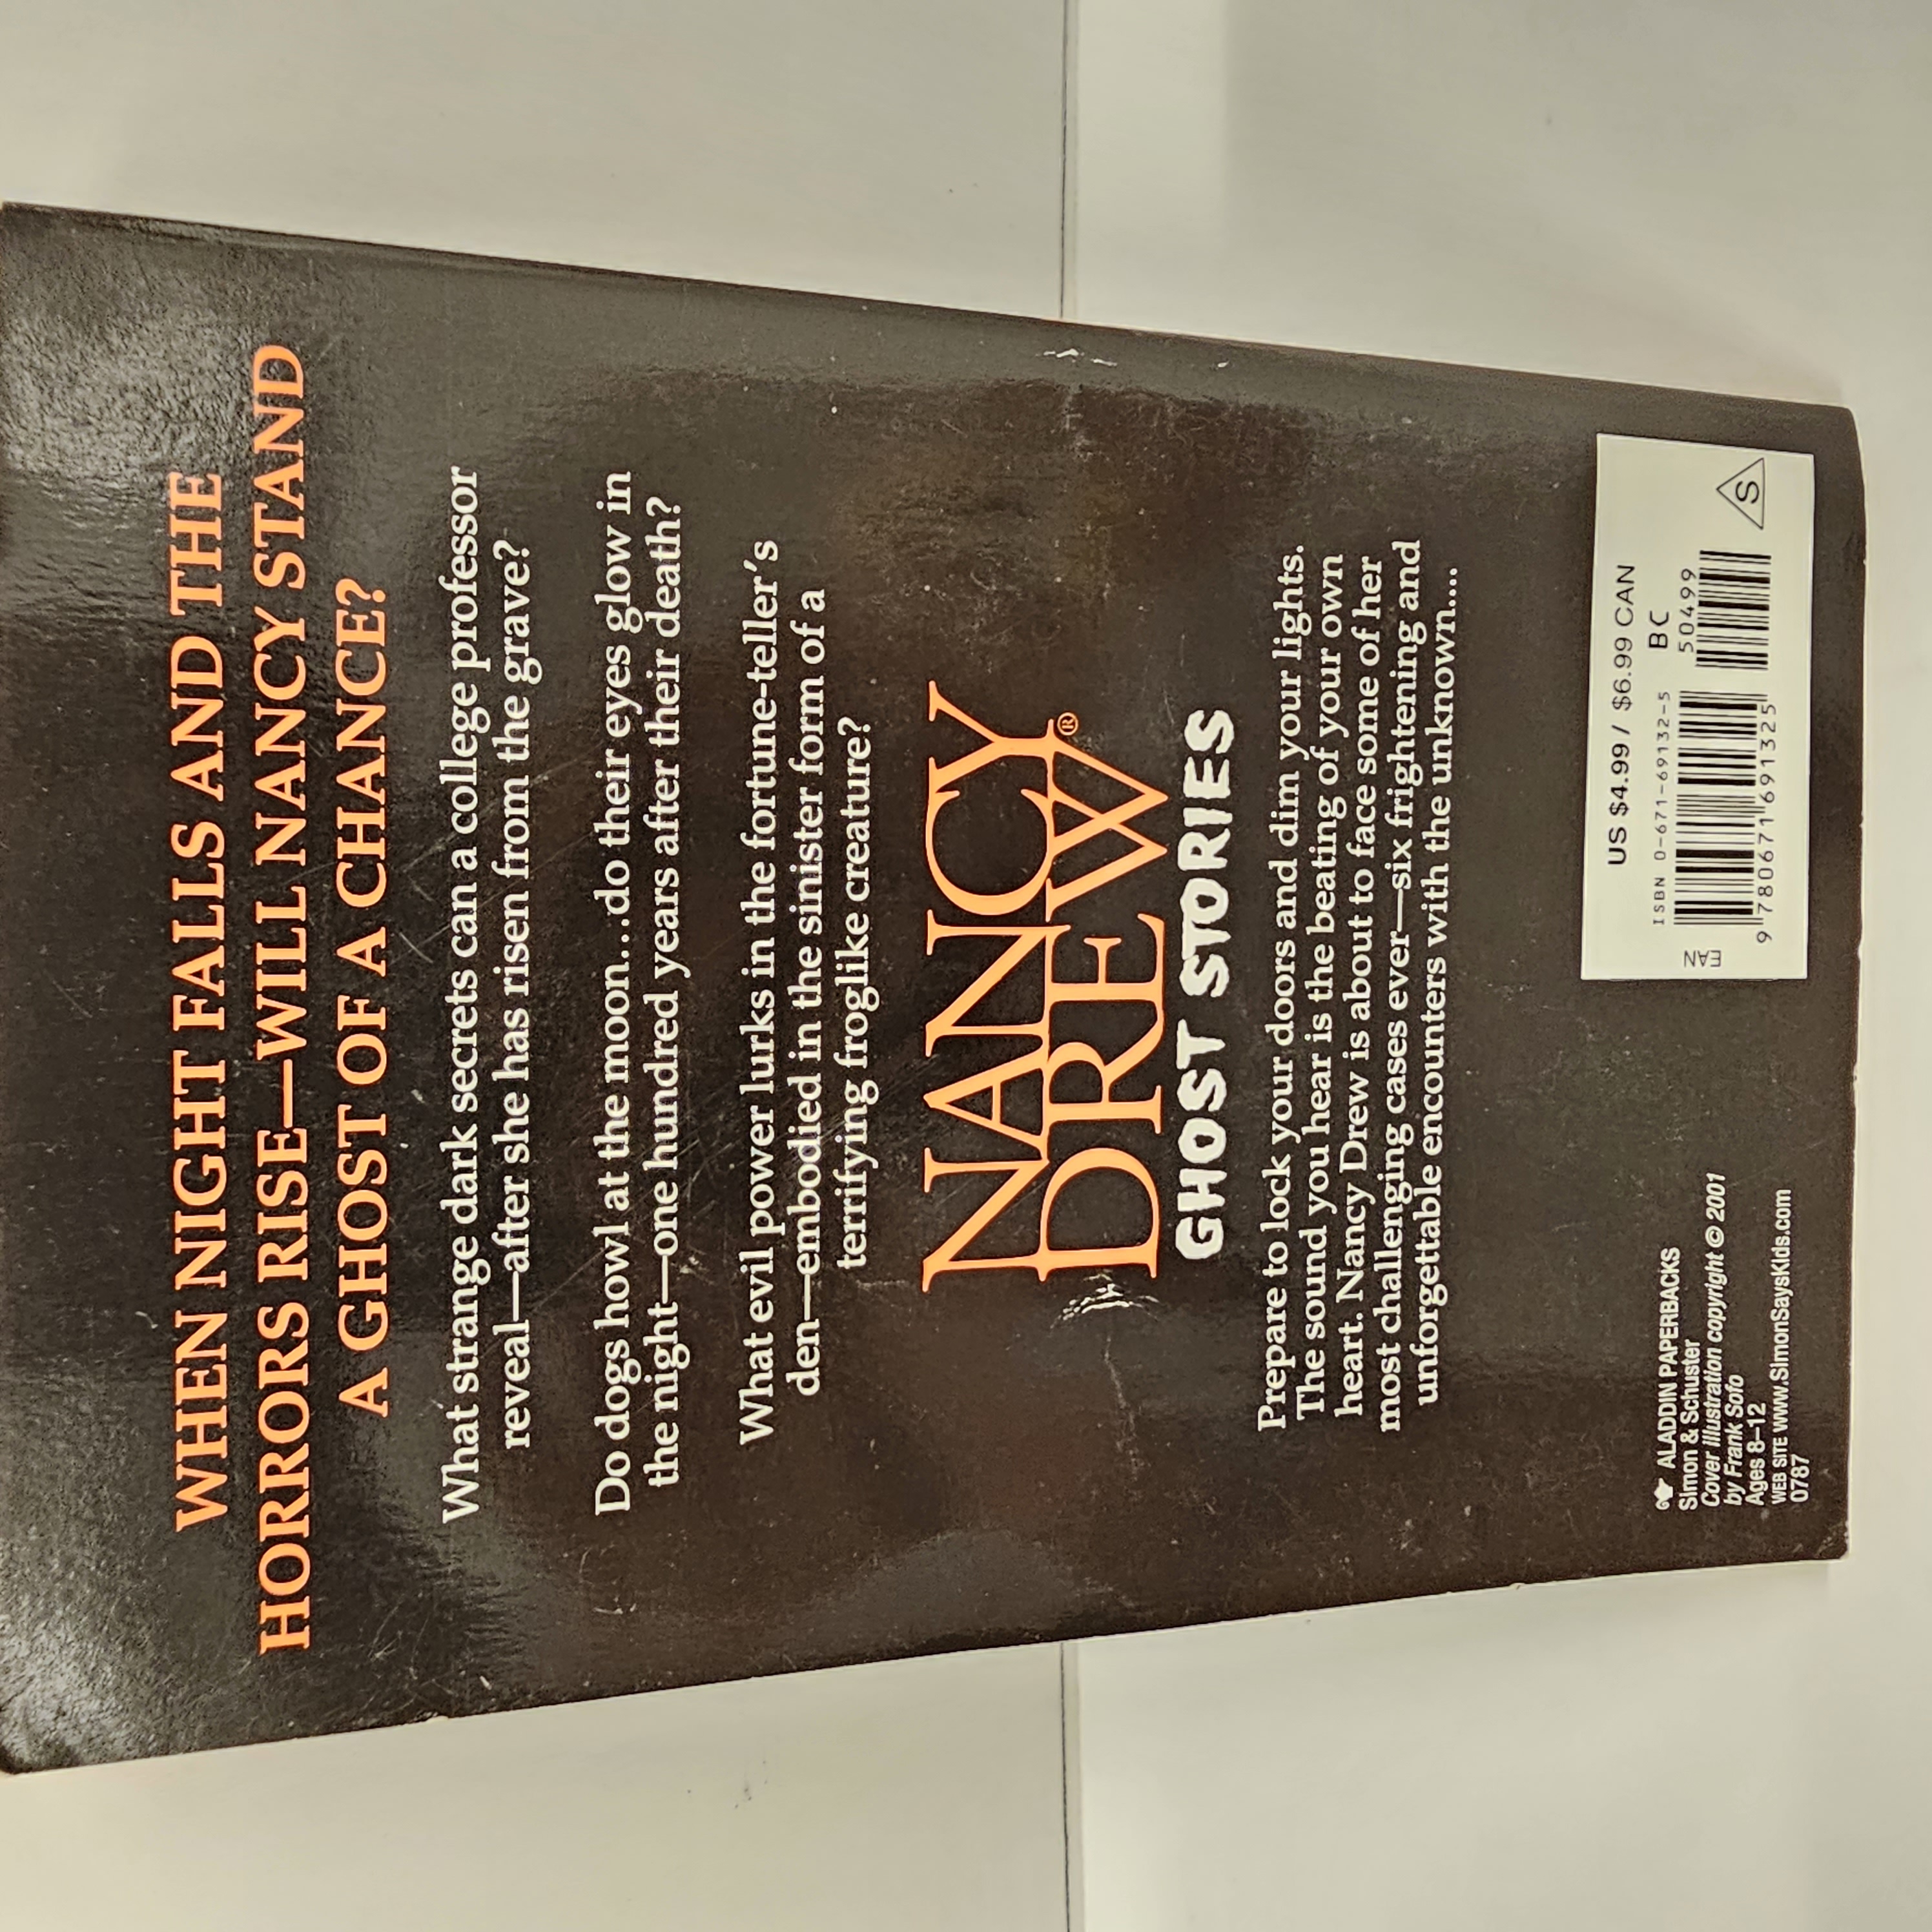 WHEN NIGHT FALLS AND THE
HORRORS RISE—WILL NANCY STAND
A GHOST OF A CHANCE?
What strange dark secrets can a college professor
reveal—after she has risen from the grave?
Do dogs howl at the moon...do their eyes glow in
the night—one hundred years after their death?
What evil power lurks in the fortune-teller's
den—embodied in the sinister form of a
terrifying froglike creature?
NANCY
DREW®
GHOST STORIES
Prepare to lock your doors and dim your lights.
The sound you hear is the beating of your own
heart. Nancy Drew is about to face some of her
most challenging cases ever—six frightening and
unforgettable encounters with the unknown....
ALADDIN PAPERBACKS
Simon & Schuster
Cover illustration copyright © 2001
by Frank Sofo
Ages 8–12
WEB SITE www.SimonSaysKids.com
0787
US $4.99 / $6.99 CAN
ISBN 0-671-69132-5
BC
50499
EAN
9 780671 691325
S